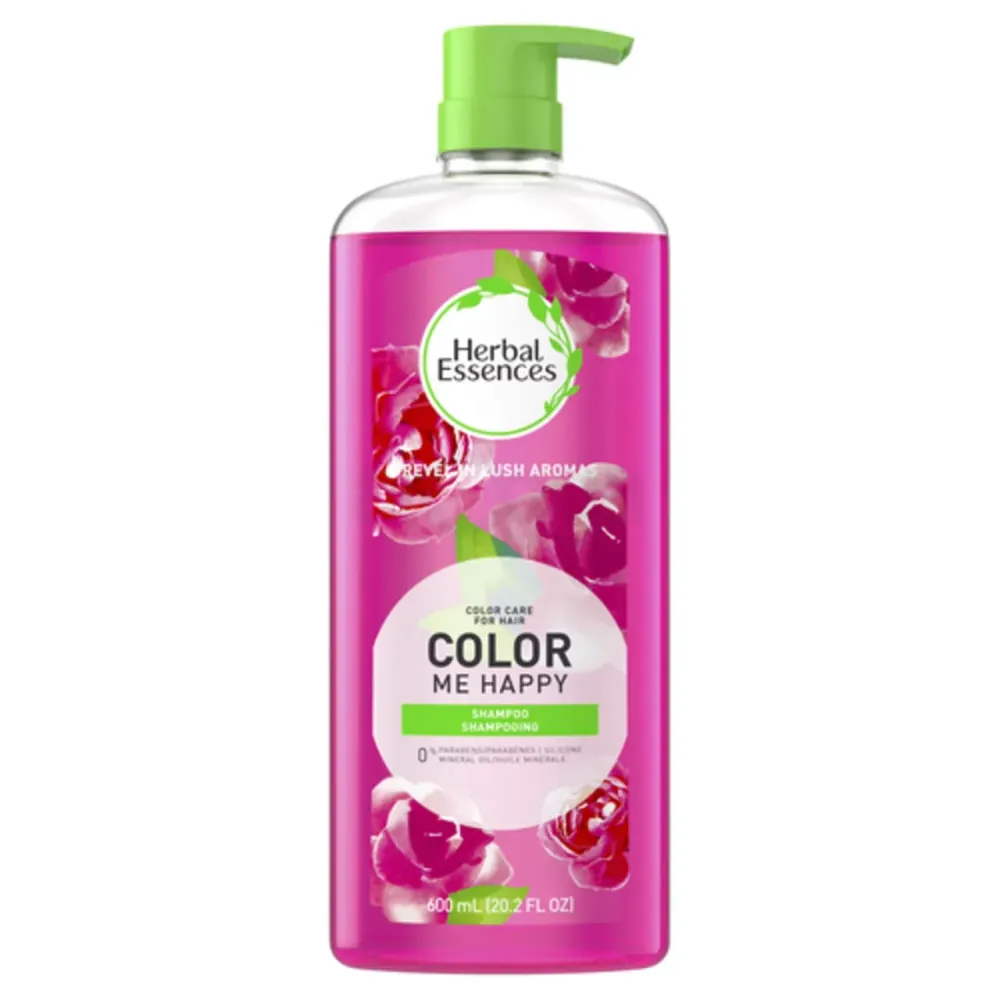 Herbal
Essences
REVEL IN LUSH AROMAS
COLOR CARE
FOR HAIR
COLOR
ME HAPPY
SHAMPOO
SHAMPOOING
0% PARABENS/PARABÈNES | SILICONE
MINERAL OIL/HUILE MINÉRALE
600 mL (20.2 FL OZ)